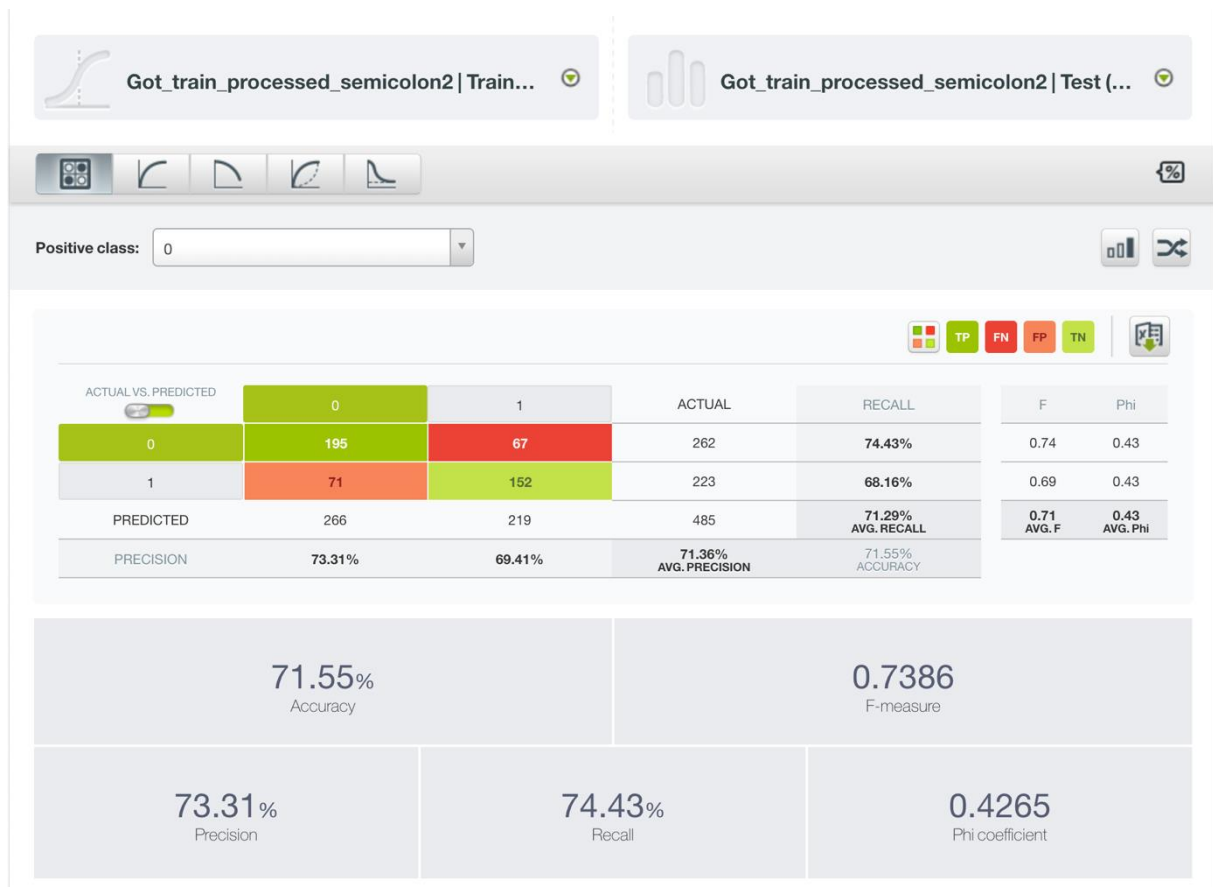 Got_train_processed_semicolon2 | Train...
Got_train_processed_semicolon2 | Test (...
%
Positive class: 0
TP FN FP TN
X
ACTUAL VS. PREDICTED 0 1 ACTUAL RECALL F Phi
0 195 67 262 74.43% 0.74 0.43
1 71 152 223 68.16% 0.69 0.43
PREDICTED 266 219 485 71.29% AVG. RECALL 0.71 AVG. F 0.43 AVG. Phi
PRECISION 73.31% 69.41% 71.36% AVG. PRECISION 71.55% ACCURACY
71.55% 0.7386
Accuracy F-measure
73.31% 74.43% 0.4265
Precision Recall Phi coefficient